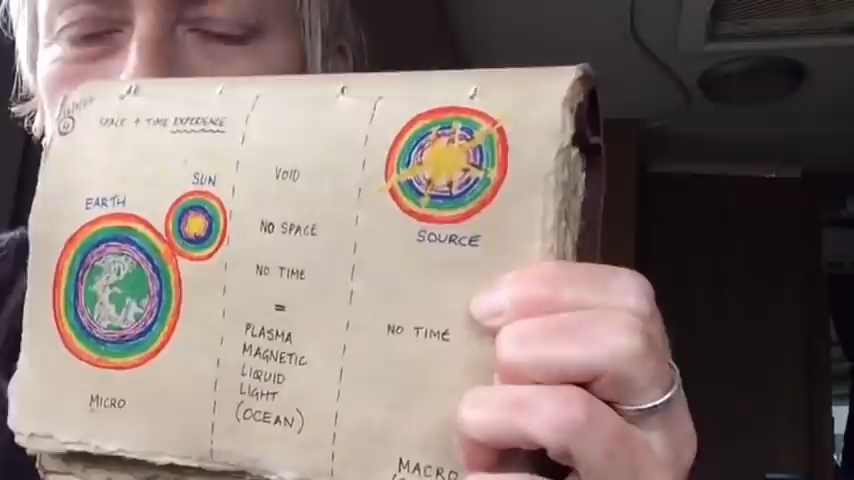 SPACE + TIME EXPERIENCE
EARTH
SUN
MICRO
VOID
NO SPACE
NO TIME
=
PLASMA
MAGNETIC
LIQUID
LIGHT
(OCEAN)
SOURCE
NO TIME
MACRO